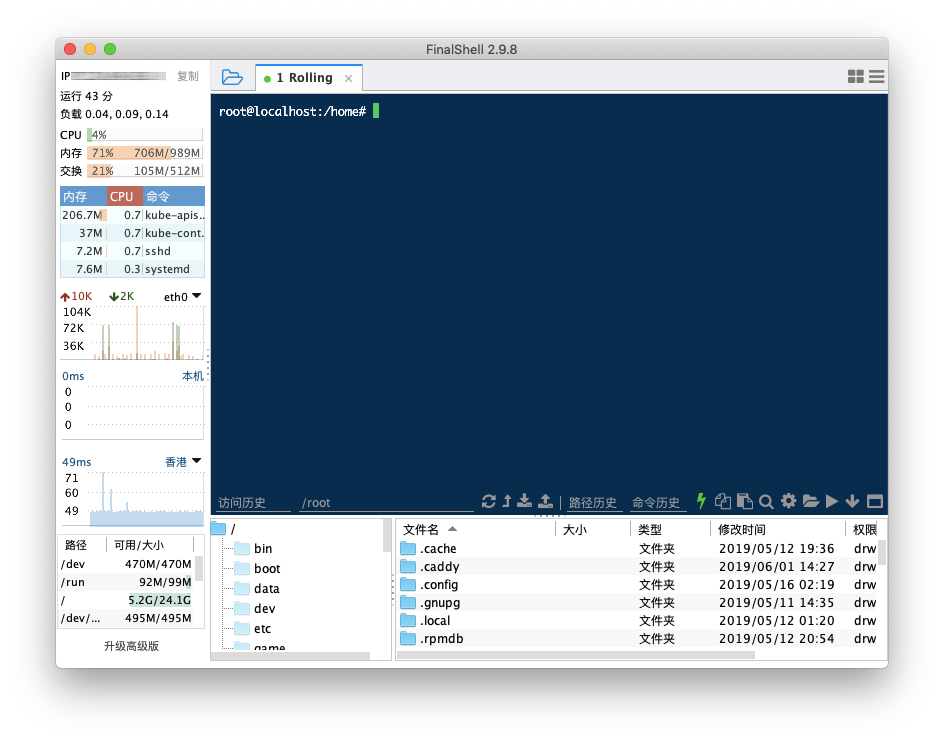 FinalShell 2.9.8
IP 复制
运行 43 分
负载 0.04, 0.09, 0.14
CPU 4%
内存 71% 706M/989M
交换 21% 105M/512M
内存 CPU 命令
206.7M 0.7 kube-apis..
37M 0.7 kube-cont.
7.2M 0.7 sshd
7.6M 0.3 systemd
10K 2K eth0
104K
72K
36K
0ms 本机
0
0
0
49ms 香港
71
60
49
路径 可用/大小
/dev 470M/470M
/run 92M/99M
/ 5.2G/24.1G
/dev/... 495M/495M
升级高级版
1 Rolling
root@localhost:/home#
访问历史 /root 路径历史 命令历史
/
bin
boot
data
dev
etc
game
文件名 大小 类型 修改时间 权限
.cache 文件夹 2019/05/12 19:36 drw
.caddy 文件夹 2019/06/01 14:27 drw
.config 文件夹 2019/05/16 02:19 drw
.gnupg 文件夹 2019/05/11 14:35 drw
.local 文件夹 2019/05/12 01:20 drw
.rpmdb 文件夹 2019/05/12 20:54 drw